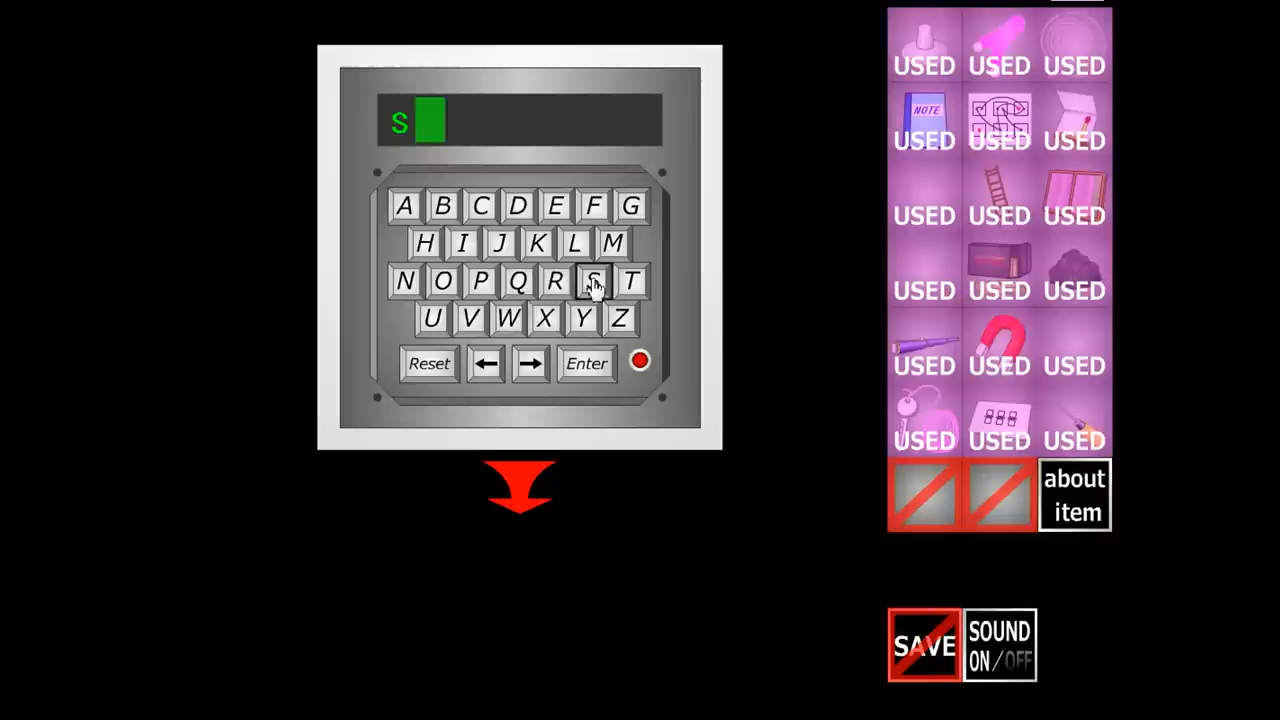 S
A B C D E F G
H I J K L M
N O P Q R S T
U V W X Y Z
Reset ← → Enter
USED USED USED
NOTE
USED USED USED
USED USED USED
USED USED USED
USED USED USED
USED USED USED
about
item
SAVE
SOUND
ON/OFF